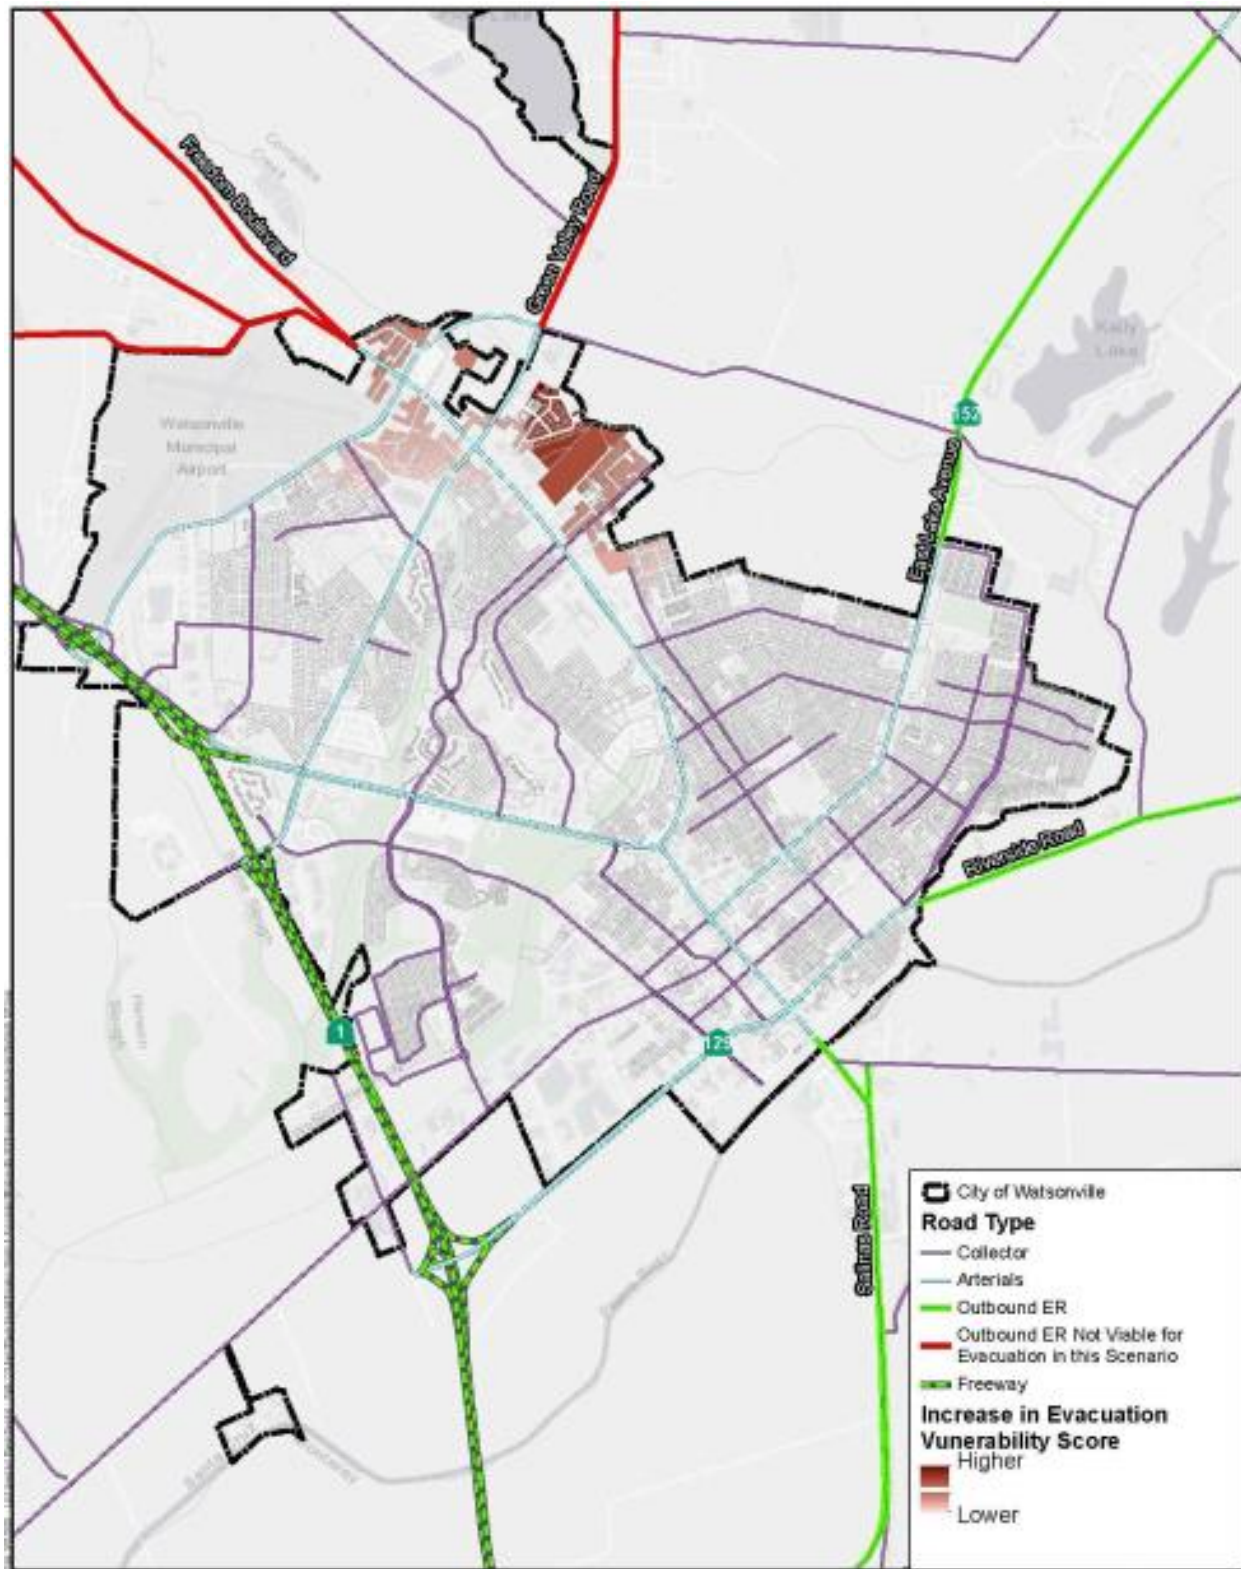 Freedom Boulevard
Green Valley Road
Corralitos
Creek
Kelly
Lake
152
Watsonville
Municipal
Airport
East Lake Avenue
Riverside Road
1
129
Salinas Road
City of Watsonville
Road Type
Collector
Arterials
Outbound ER
Outbound ER Not Viable for
Evacuation in this Scenario
Freeway
Increase in Evacuation
Vunerability Score
Higher
Lower